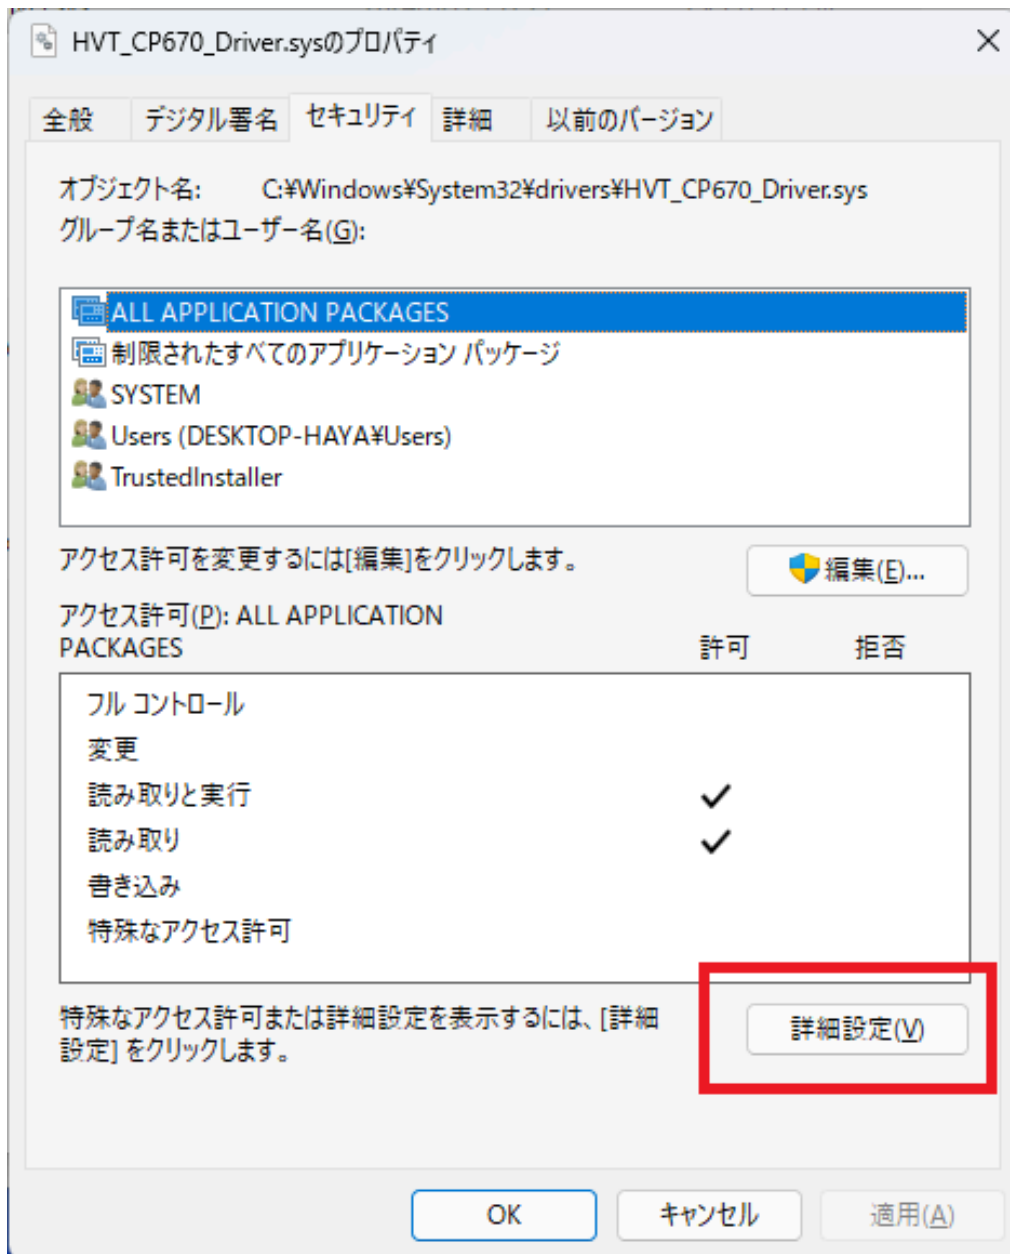 HVT_CP670_Driver.sysのプロパティ
全般 デジタル署名 セキュリティ 詳細 以前のバージョン
オブジェクト名: C:¥Windows¥System32¥drivers¥HVT_CP670_Driver.sys
グループ名またはユーザー名(G):
ALL APPLICATION PACKAGES
制限されたすべてのアプリケーション パッケージ
SYSTEM
Users (DESKTOP-HAYA¥Users)
TrustedInstaller
アクセス許可を変更するには[編集]をクリックします。
編集(E)...
アクセス許可(P): ALL APPLICATION
PACKAGES 許可 拒否
フル コントロール
変更
読み取りと実行
読み取り
書き込み
特殊なアクセス許可
特殊なアクセス許可または詳細設定を表示するには、[詳細
設定] をクリックします。
詳細設定(V)
OK キャンセル 適用(A)